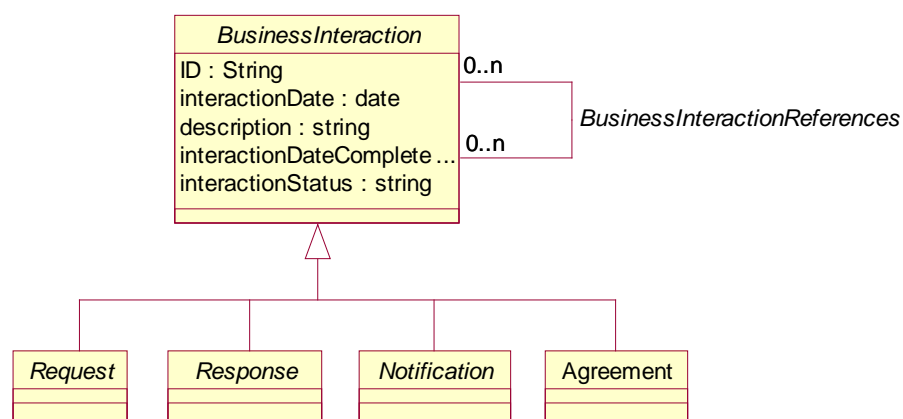 BusinessInteraction
ID : String
interactionDate : date
description : string
interactionDateComplete ...
interactionStatus : string
0..n
BusinessInteractionReferences
0..n
Request
Response
Notification
Agreement